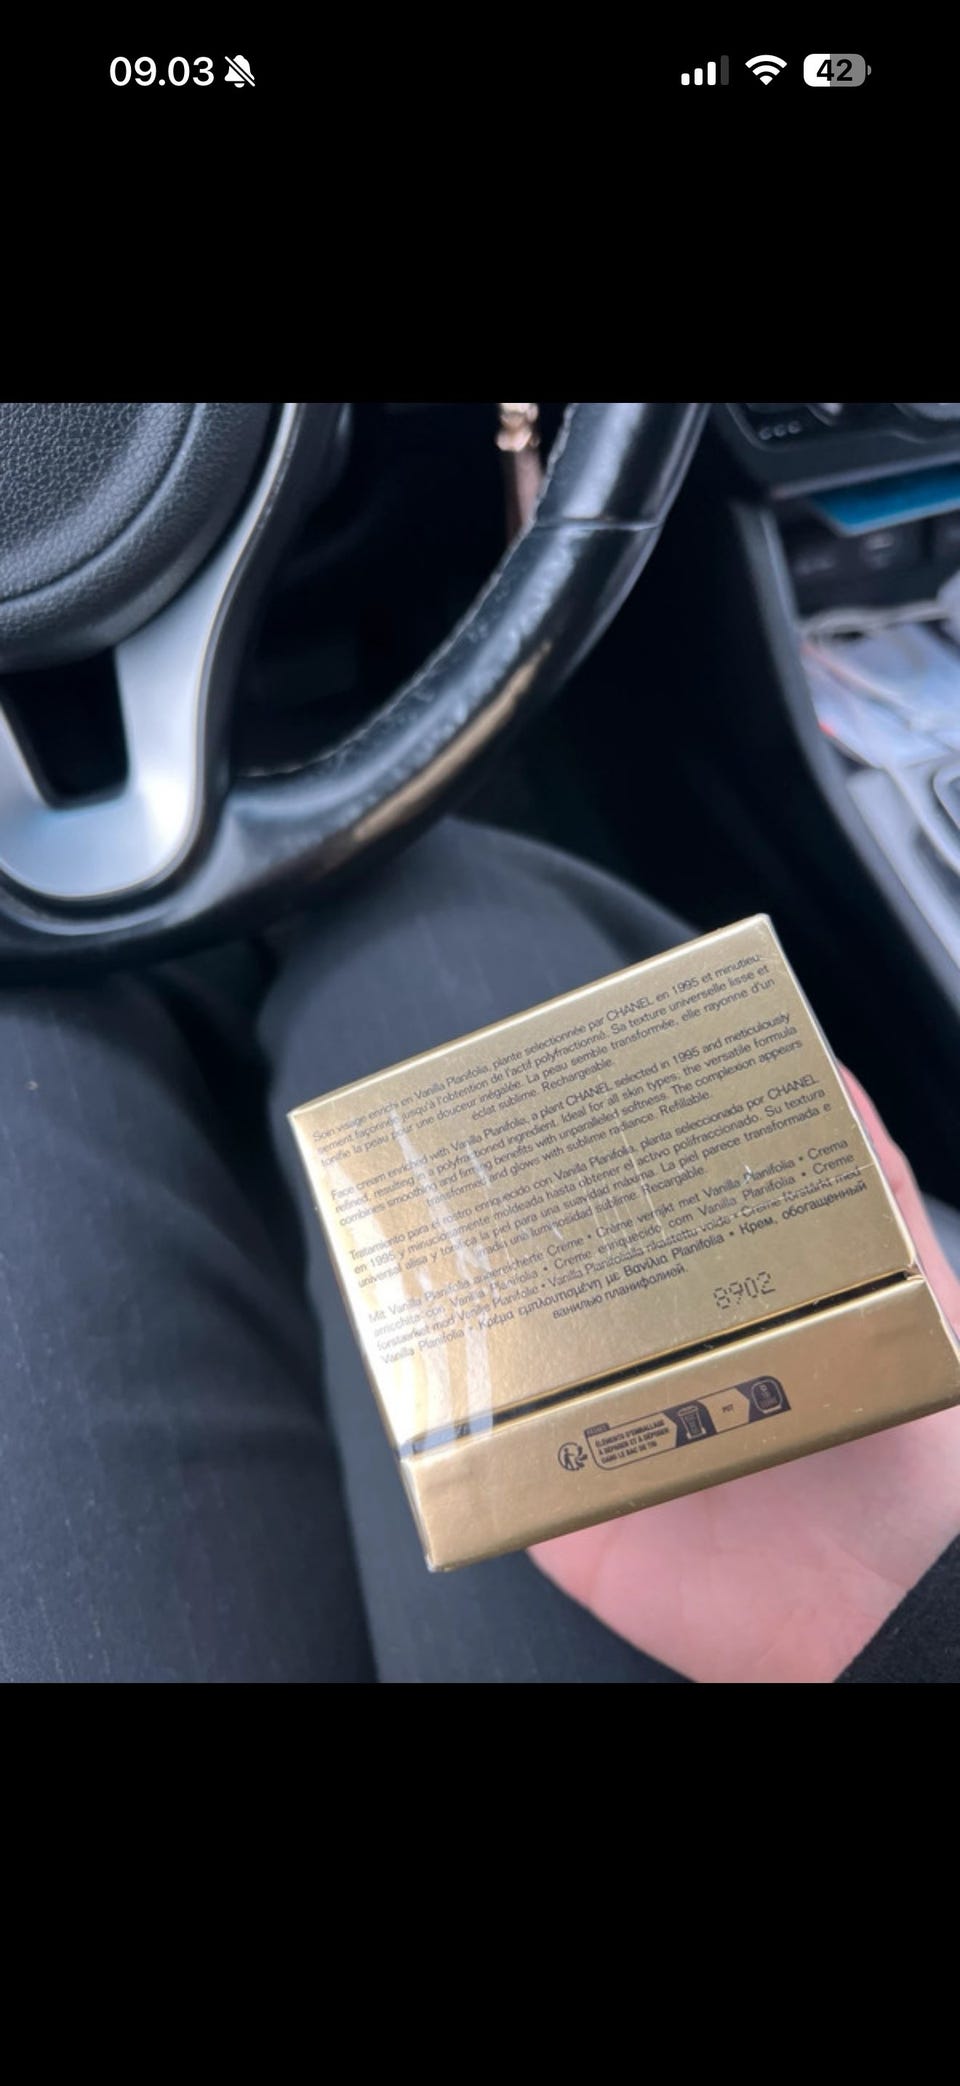 09.03
42
Soin visage enrichi en Vanilla Planifolia, plante sélectionnée par CHANEL en 1995 et minutieu-
sement façonnée jusqu'à l'obtention de l'actif polyfractionné. Sa texture universelle lisse et
tonifie la peau pour une douceur inégalée. La peau semble transformée, elle rayonne d'un
éclat sublime. Rechargeable.
Face cream enriched with Vanilla Planifolia, a plant CHANEL selected in 1995 and meticulously
refined, resulting in a polyfractioned ingredient. Ideal for all skin types; the versatile formula
combines smoothing and firming benefits with unparalleled softness. The complexion appears
transformed and glows with sublime radiance. Refillable.
Tratamiento para el rostro enriquecido con Vanilla Planifolia, planta seleccionada por CHANEL
en 1995 y minuciosamente moldeada hasta obtener el activo polifraccionado. Su textura
universal alisa y tonifica la piel para una suavidad máxima. La piel parece transformada e
irradia una luminosidad sublime. Recargable.
Mit Vanilla Planifolia angereicherte Creme • Crème verrijkt met Vanilla Planifolia • Crema
arricchita con Vanilla Planifolia • Creme enriquecido com Vanilla Planifolia • Creme
forstærket med Vanilla Planifolia • Vanilla Planifolialla rikastettu voide • Creme förstärkt med
Vanilla Planifolia • Κρέμα εμπλουτισμένη με Βανίλια Planifolia • Крем, обогащенный
ванилью планифолией.
8902
ÉLÉMENTS D'EMBALLAGE
À SÉPARER ET À DÉPOSER
DANS LE BAC DE TRI
POT